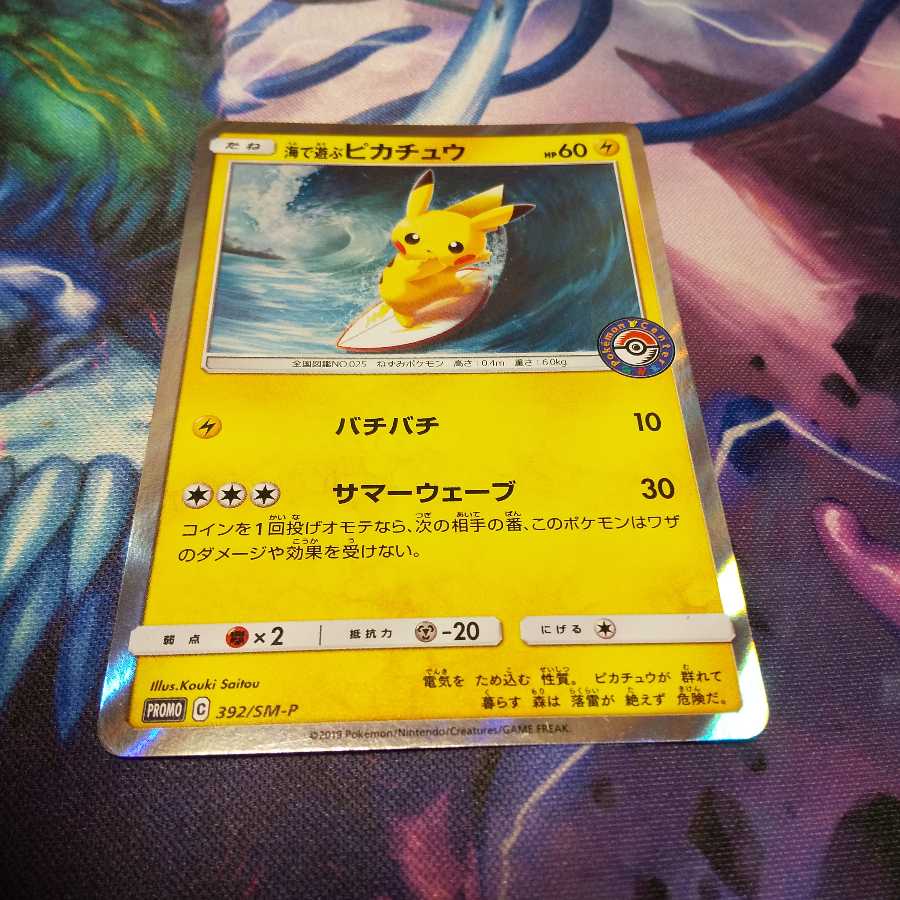 たね 海で遊ぶピカチュウ HP60
Pokémon Center
全国図鑑NO.025 ねずみポケモン 高さ:0.4m 重さ:6.0kg
バチバチ 10
サマーウェーブ 30
コインを1回投げオモテなら、次の相手の番、このポケモンはワザ
のダメージや効果を受けない。
弱点 ×2 抵抗力 -20 にげる
電気を ため込む 性質。 ピカチュウが 群れて
暮らす 森は 落雷が 絶えず 危険だ。
Illus.Kouki Saitou
PROMO C 392/SM-P
©2019 Pokémon/Nintendo/Creatures/GAME FREAK.